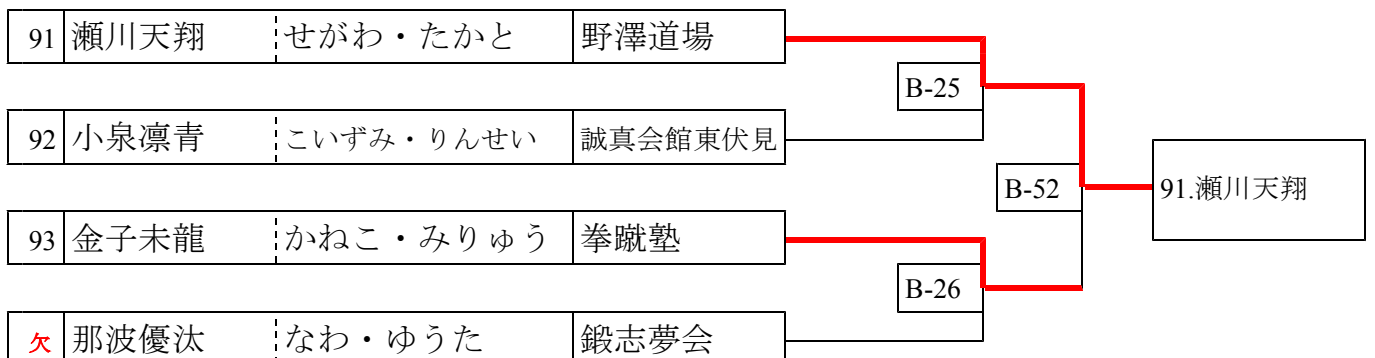 91 瀬川天翔 せがわ・たかと 野澤道場
B-25
92 小泉凛青 こいずみ・りんせい 誠真会館東伏見
B-52 91.瀬川天翔
93 金子未龍 かねこ・みりゅう 拳蹴塾
B-26
欠 那波優汰 なわ・ゆうた 鍛志夢会